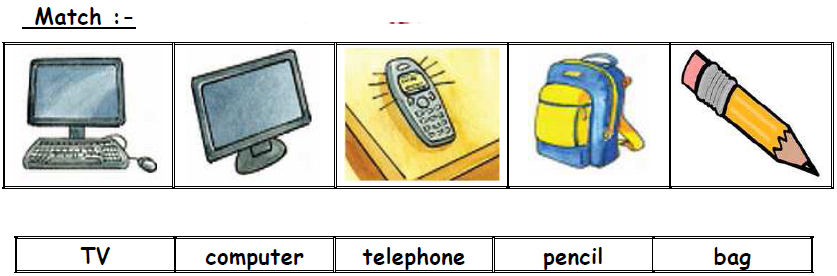 Match :-
TV computer telephone pencil bag